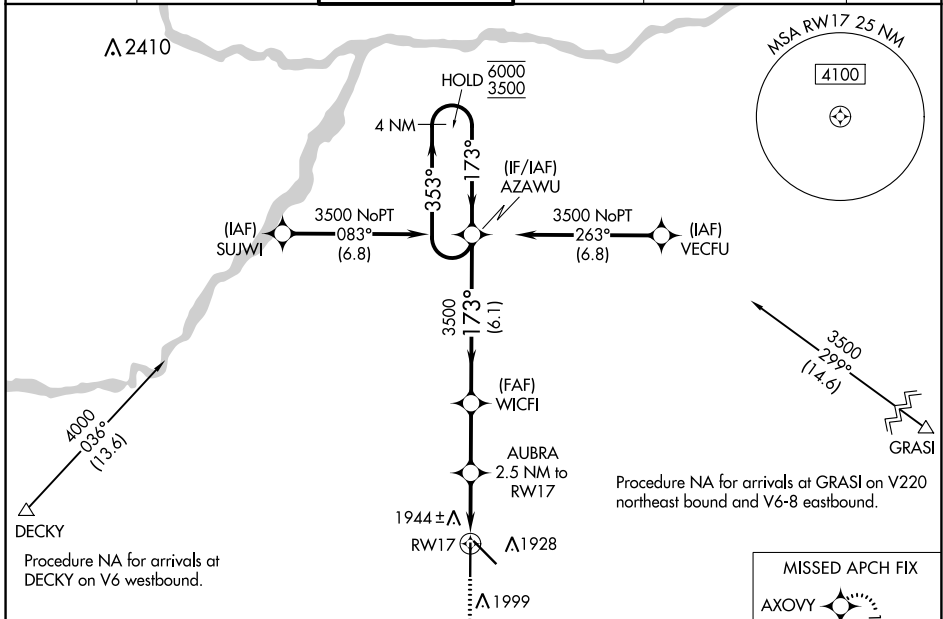 2410
MSA RW17 25 NM
4100
HOLD 6000
3500
4 NM
353°
173°
(IF/IAF)
AZAWU
(IAF)
SUJWI
3500 NoPT
083°
(6.8)
3500 NoPT
263°
(6.8)
(IAF)
VECFU
3500
173°
(6.1)
3500
299°
(14.6)
GRASI
4000
036°
(13.6)
DECKY
(FAF)
WICFI
AUBRA
2.5 NM to
RW17
Procedure NA for arrivals at GRASI on V220
northeast bound and V6-8 eastbound.
1944±
RW17
1928
Procedure NA for arrivals at
DECKY on V6 westbound.
1999
MISSED APCH FIX
AXOVY